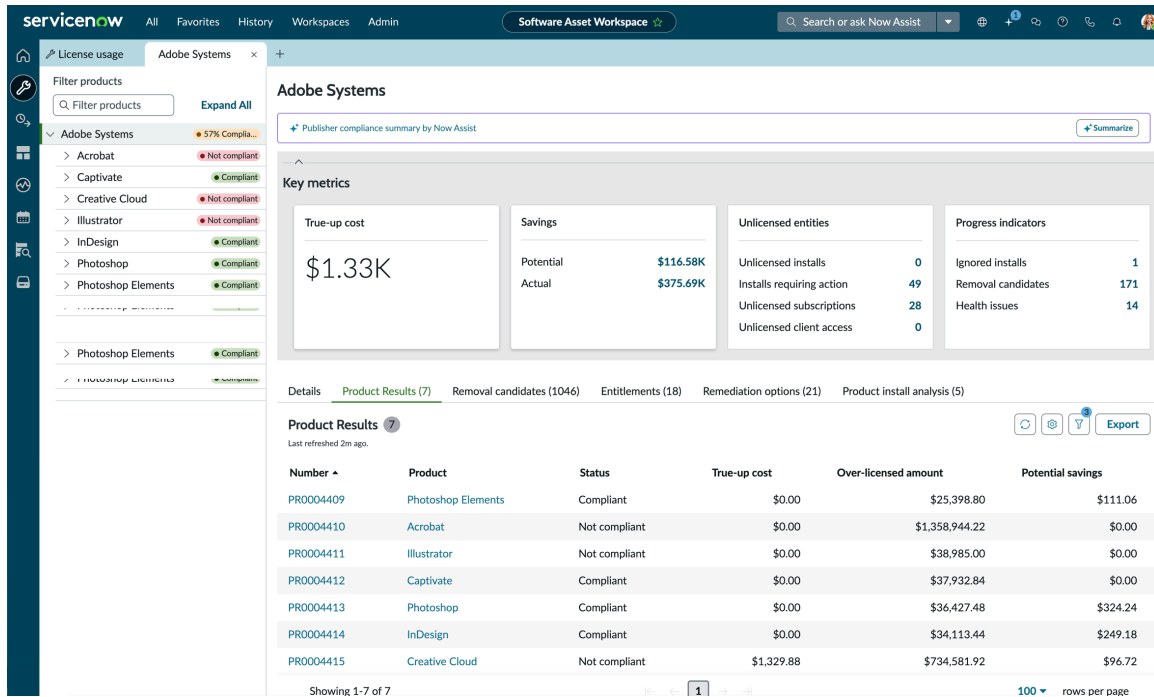 servicenow All Favorites History Workspaces Admin Software Asset Workspace ☆ Search or ask Now Assist 1
License usage Adobe Systems × +
Filter products
Filter products Expand All
Adobe Systems 57% Complia...
Acrobat Not compliant
Captivate Compliant
Creative Cloud Not compliant
Illustrator Not compliant
InDesign Compliant
Photoshop Compliant
Photoshop Elements Compliant
Photoshop Elements Compliant
Photoshop Elements Compliant
Adobe Systems
Publisher compliance summary by Now Assist Summarize
Key metrics
True-up cost
$1.33K
Savings
Potential $116.58K
Actual $375.69K
Unlicensed entities
Unlicensed installs 0
Installs requiring action 49
Unlicensed subscriptions 28
Unlicensed client access 0
Progress indicators
Ignored installs 1
Removal candidates 171
Health issues 14
Details Product Results (7) Removal candidates (1046) Entitlements (18) Remediation options (21) Product install analysis (5)
Product Results 7
Last refreshed 2m ago.
3 Export
Number Product Status True-up cost Over-licensed amount Potential savings
PR0004409 Photoshop Elements Compliant $0.00 $25,398.80 $111.06
PR0004410 Acrobat Not compliant $0.00 $1,358,944.22 $0.00
PR0004411 Illustrator Not compliant $0.00 $38,985.00 $0.00
PR0004412 Captivate Compliant $0.00 $37,932.84 $0.00
PR0004413 Photoshop Compliant $0.00 $36,427.48 $324.24
PR0004414 InDesign Compliant $0.00 $34,113.44 $249.18
PR0004415 Creative Cloud Not compliant $1,329.88 $734,581.92 $96.72
Showing 1-7 of 7 1 100 rows per page